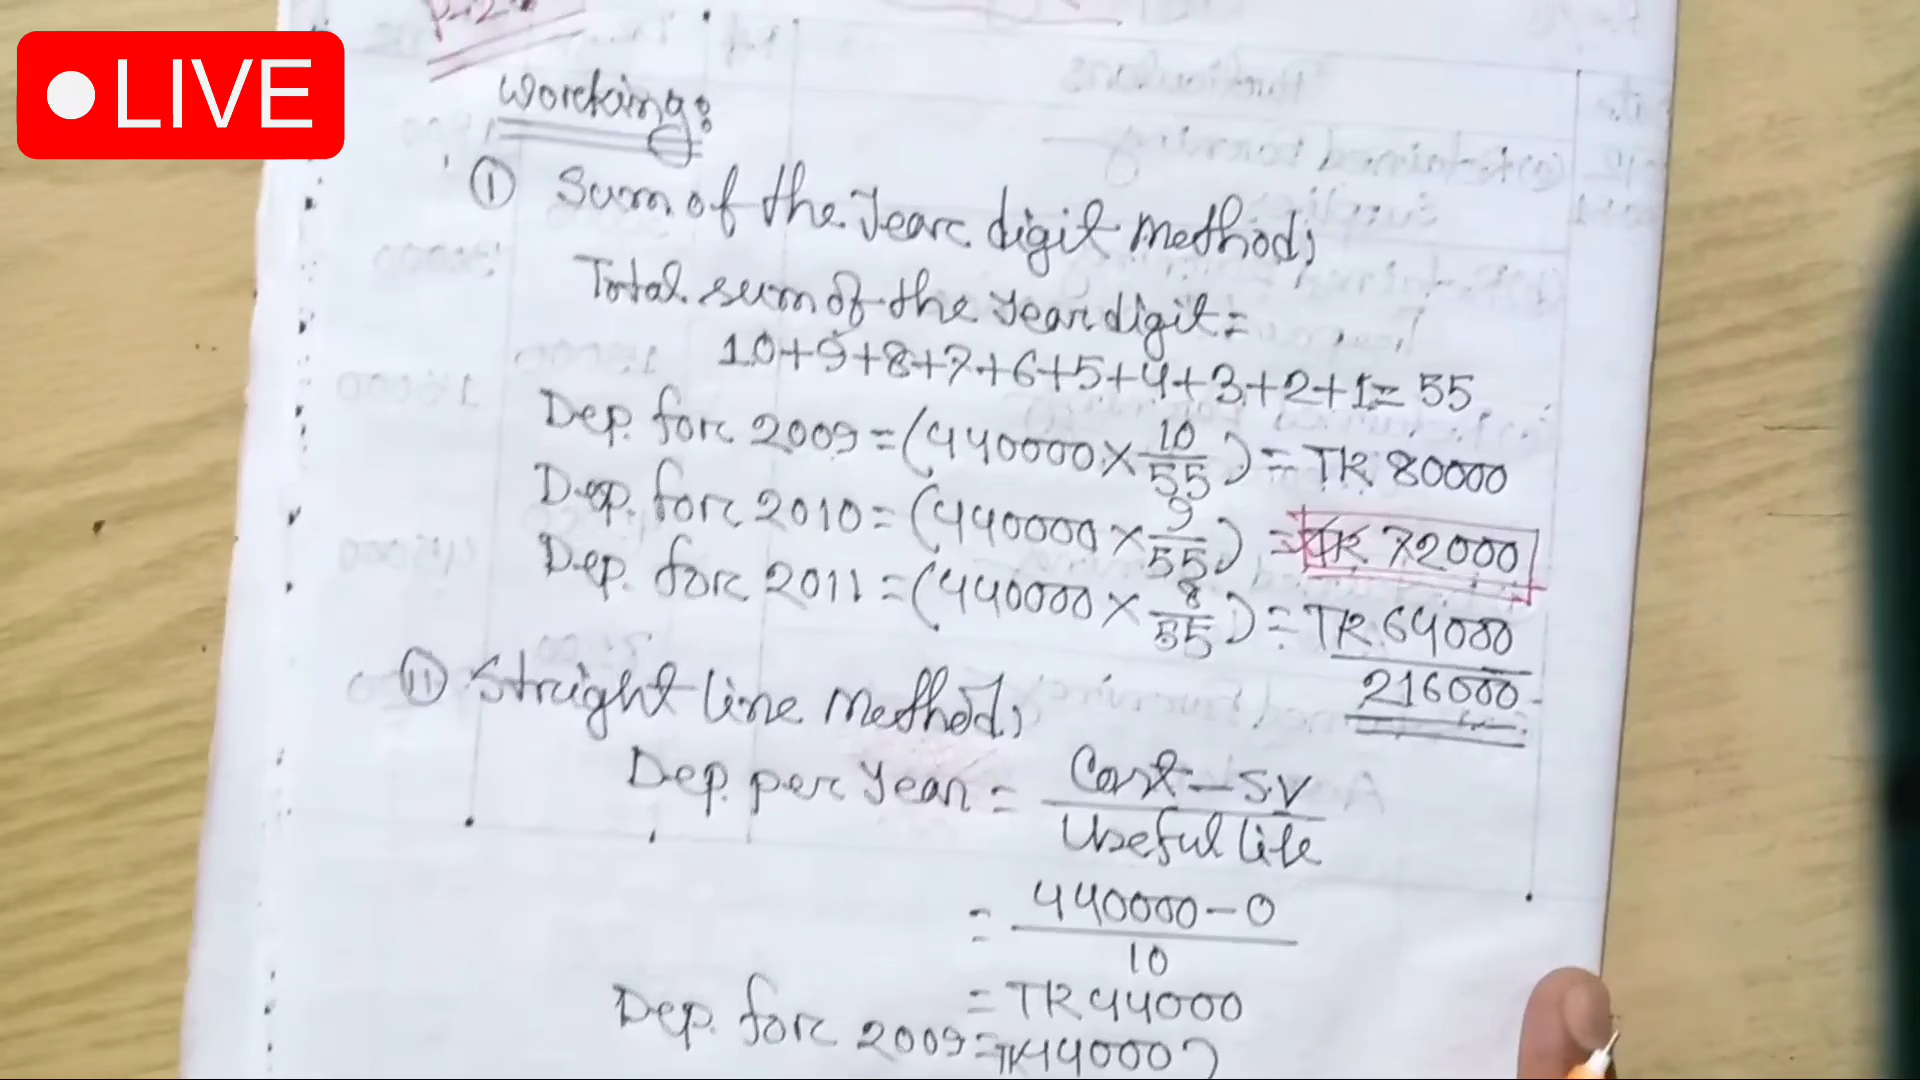 LIVE
P-2
Working:
① Sum of the Year digit Method;
Total sum of the Year digit =
10+9+8+7+6+5+4+3+2+1= 55
Dep. for 2009 = (440000 × 10/55) = TK 80000
Dep. for 2010 = (440000 × 9/55) = TK 72000
Dep. for 2011 = (440000 × 8/55) = TK 64000
216000
⑪ Straight line Method;
Dep. per Year = Cost - S.V / Useful life
= 440000 - 0 / 10
= TK 44000
Dep. for 2009 = TK 44000